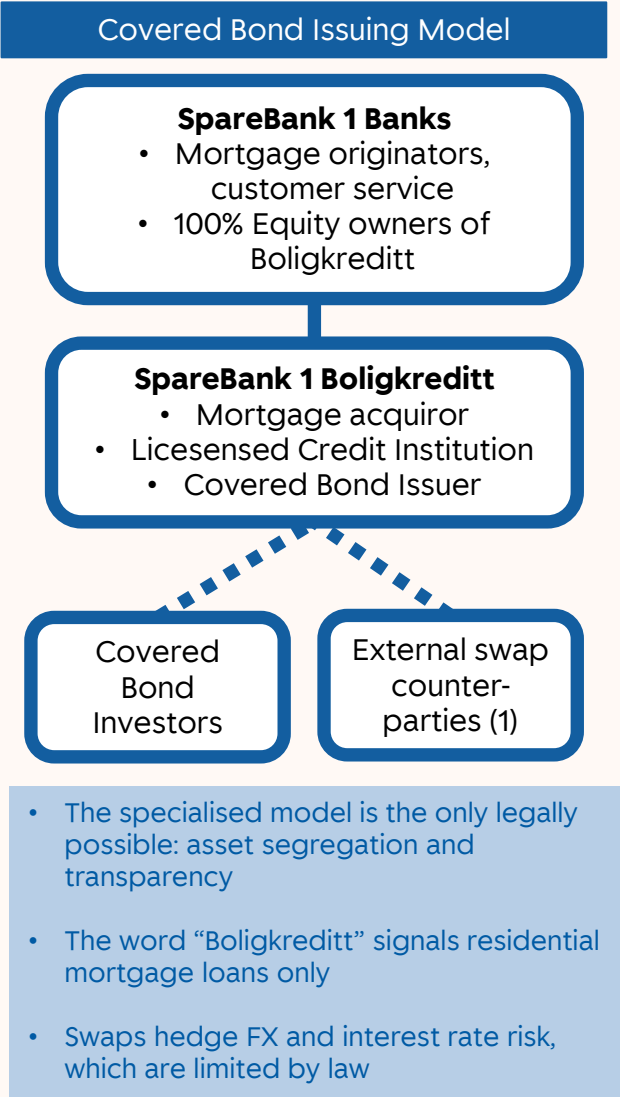 Covered Bond Issuing Model
SpareBank 1 Banks
• Mortgage originators,
customer service
• 100% Equity owners of
Boligkreditt
SpareBank 1 Boligkreditt
• Mortgage acquiror
• Licesensed Credit Institution
• Covered Bond Issuer
Covered
Bond
Investors
External swap
counter-
parties (1)
• The specialised model is the only legally
possible: asset segregation and
transparency
• The word “Boligkreditt” signals residential
mortgage loans only
• Swaps hedge FX and interest rate risk,
which are limited by law